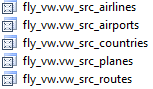 fly_vw.vw_src_airlines
fly_vw.vw_src_airports
fly_vw.vw_src_countries
fly_vw.vw_src_planes
fly_vw.vw_src_routes